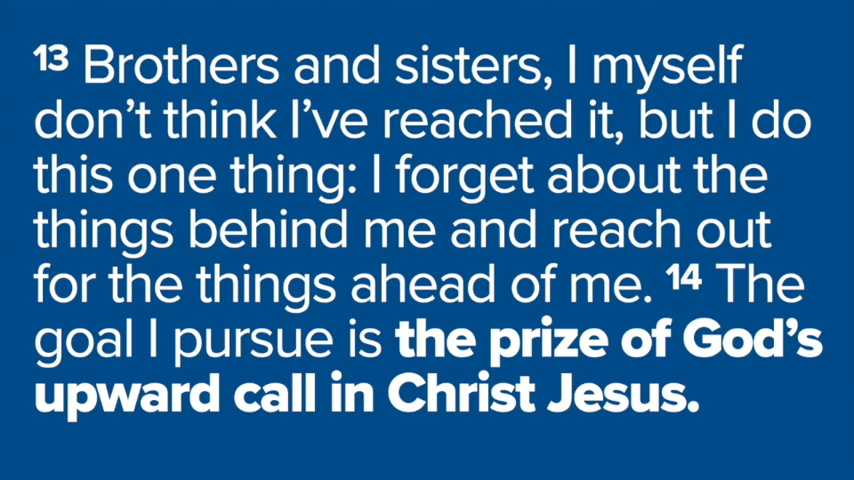 13 Brothers and sisters, I myself
don’t think I’ve reached it, but I do
this one thing: I forget about the
things behind me and reach out
for the things ahead of me. 14 The
goal I pursue is the prize of God’s
upward call in Christ Jesus.